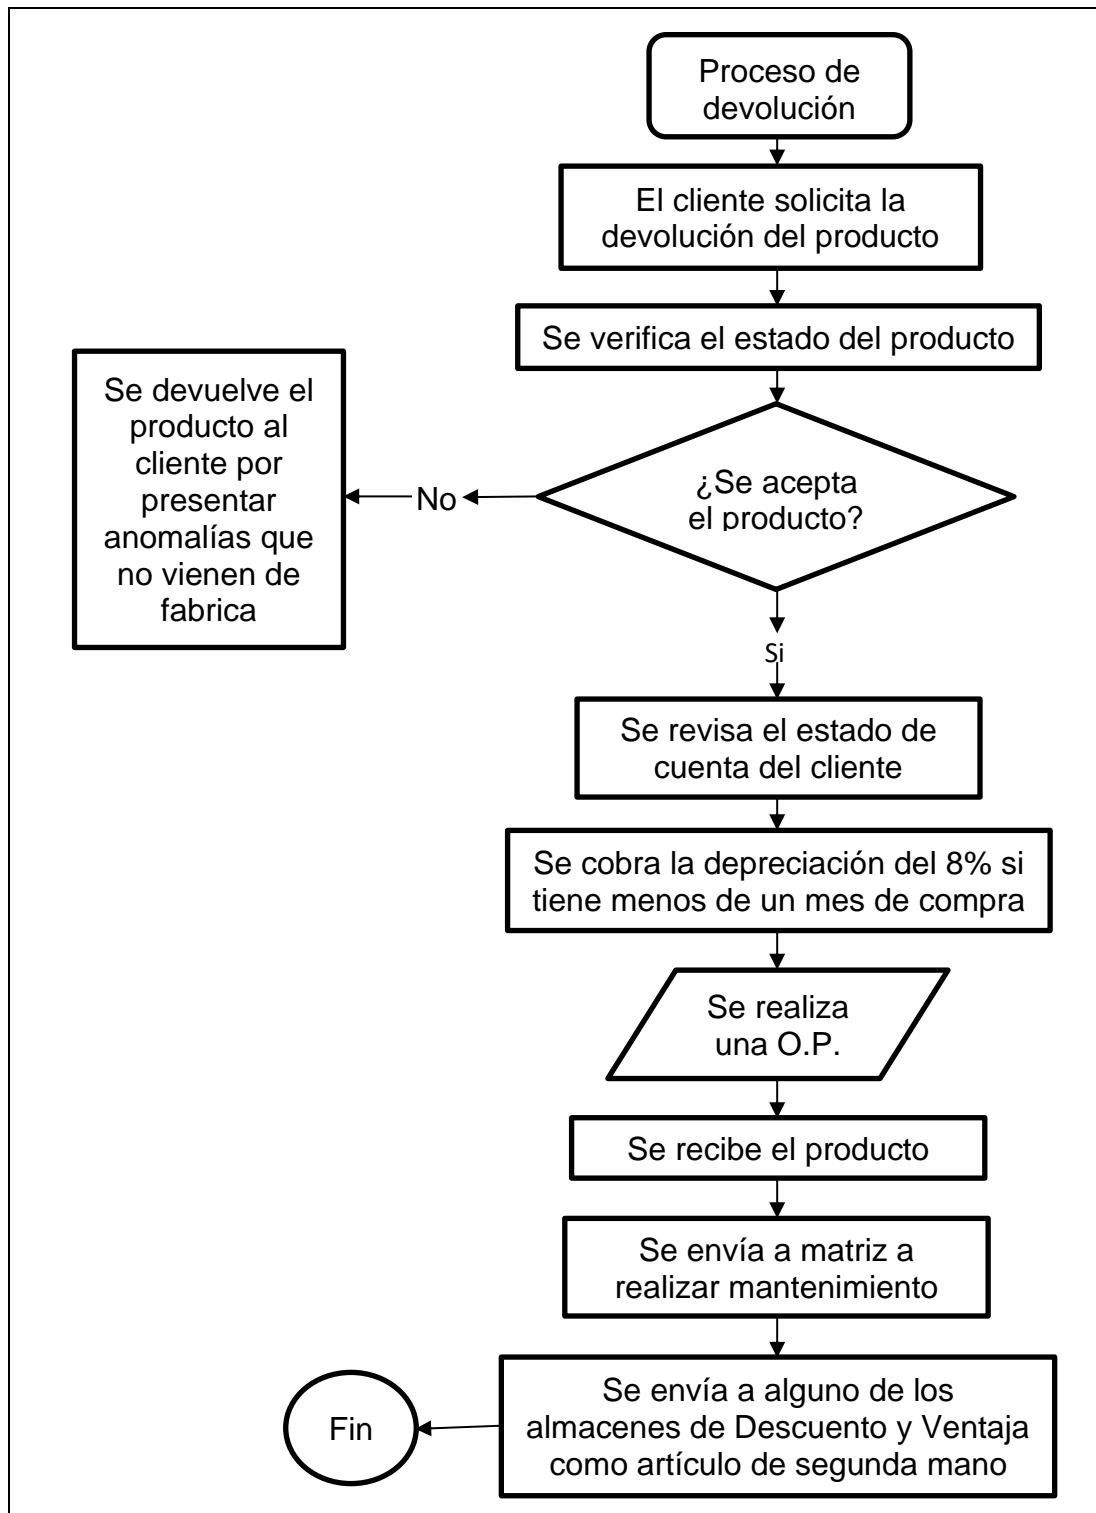 Proceso de
devolución
El cliente solicita la
devolución del producto
Se verifica el estado del producto
Se devuelve el
producto al
cliente por
presentar
anomalías que
no vienen de
fabrica
No
¿Se acepta
el producto?
Si
Se revisa el estado de
cuenta del cliente
Se cobra la depreciación del 8% si
tiene menos de un mes de compra
Se realiza
una O.P.
Se recibe el producto
Se envía a matriz a
realizar mantenimiento
Se envía a alguno de los
almacenes de Descuento y Ventaja
como artículo de segunda mano
Fin